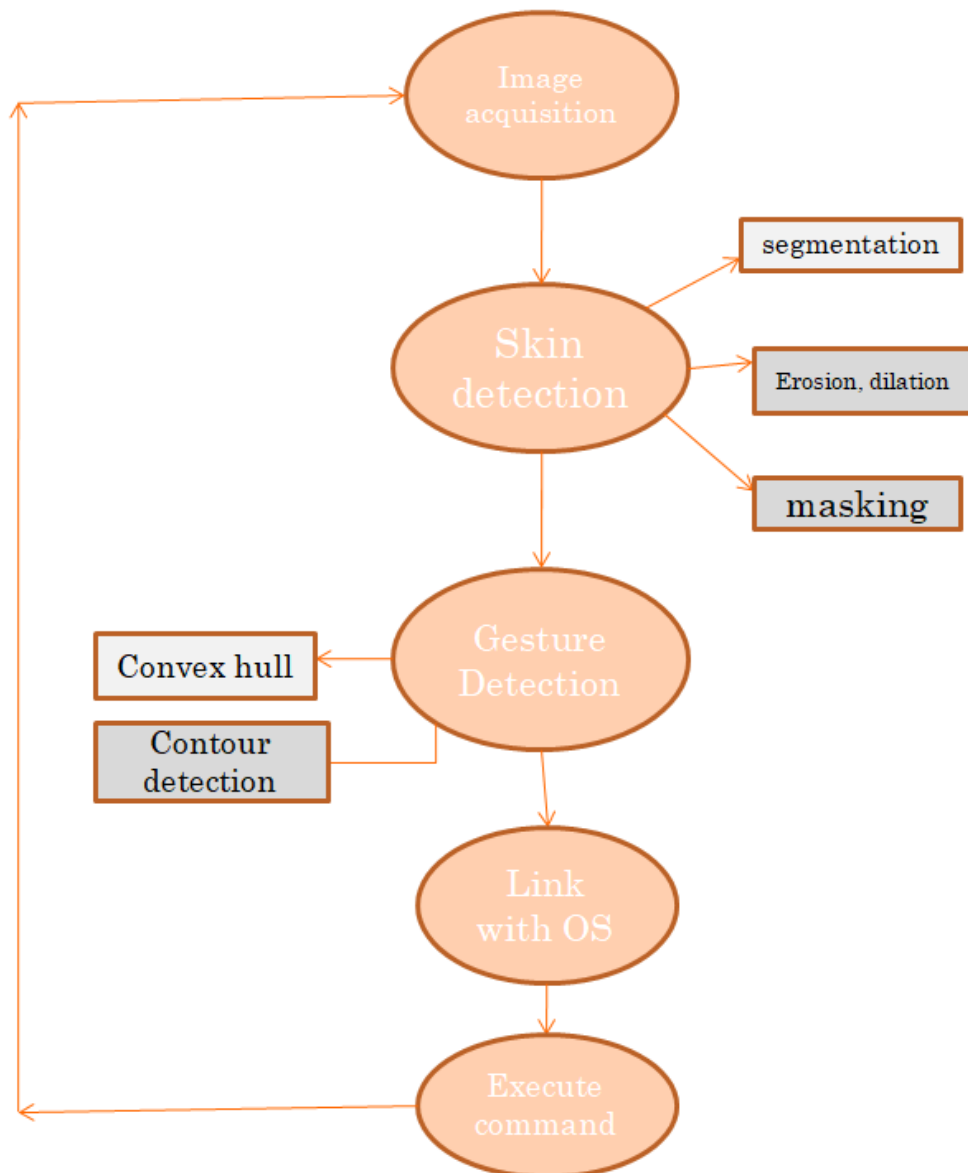 Image
acquisition
segmentation
Skin
detection
Erosion, dilation
masking
Gesture
Detection
Convex hull
Contour
detection
Link
with OS
Execute
command